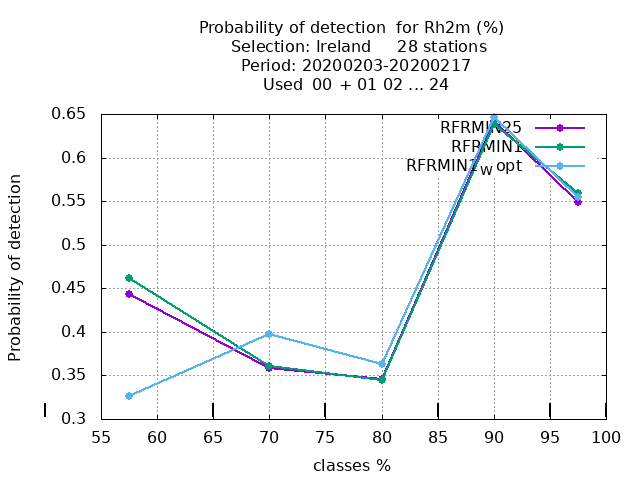 Probability of detection for Rh2m (%)
Selection: Ireland 28 stations
Period: 20200203-20200217
Used 00 + 01 02 ... 24
RFRMIN25
RFRMIN1
RFRMIN1W opt
0.65
0.6
0.55
0.5
0.45
0.4
0.35
0.3
Probability of detection
55 60 65 70 75 80 85 90 95 100
classes %